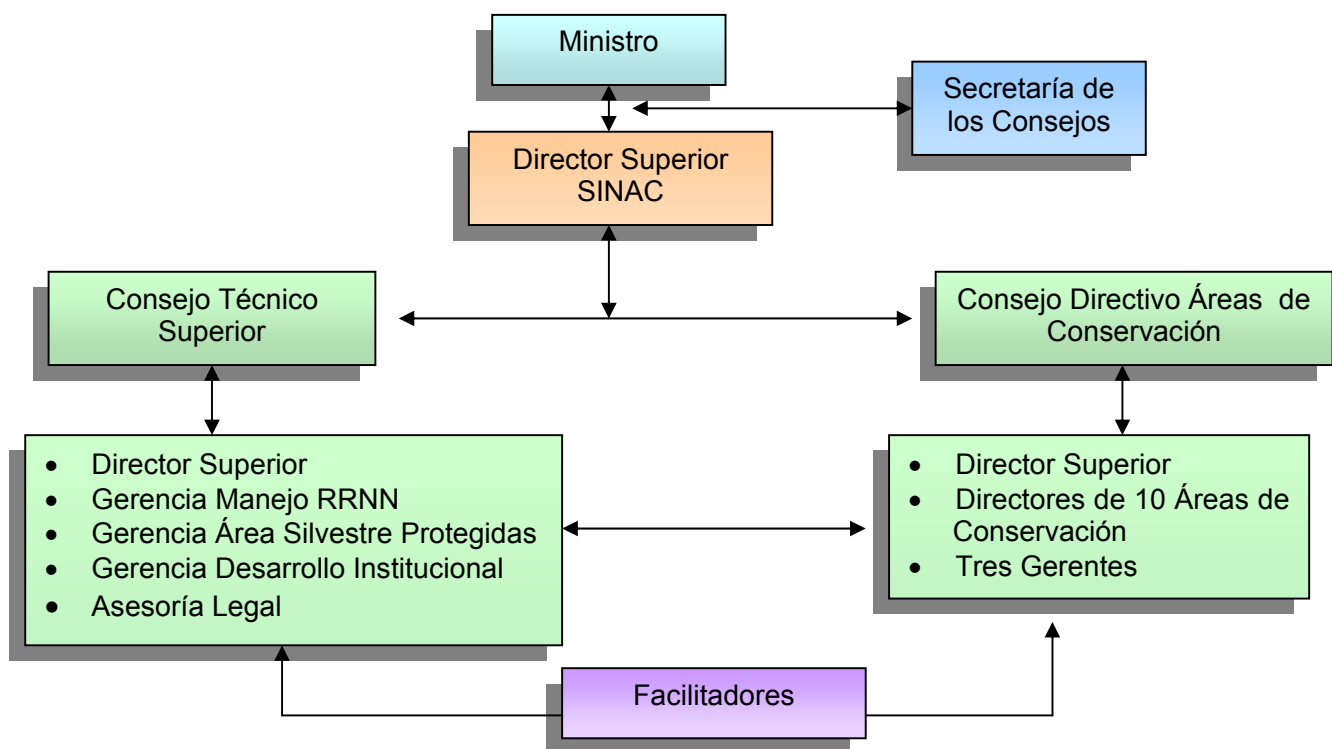 Ministro
Secretaría de
los Consejos
Director Superior
SINAC
Consejo Técnico
Superior
Consejo Directivo Áreas de
Conservación
• Director Superior
• Gerencia Manejo RRNN
• Gerencia Área Silvestre Protegidas
• Gerencia Desarrollo Institucional
• Asesoría Legal
• Director Superior
• Directores de 10 Áreas de
Conservación
• Tres Gerentes
Facilitadores